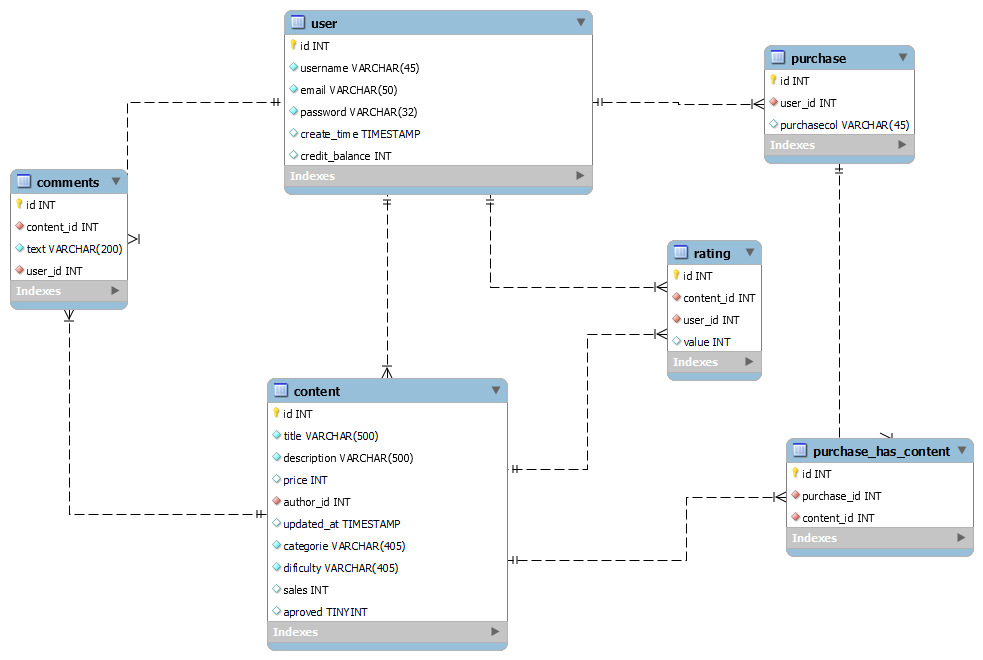 user
id INT
username VARCHAR(45)
email VARCHAR(50)
password VARCHAR(32)
create_time TIMESTAMP
credit_balance INT
Indexes
purchase
id INT
user_id INT
purchasecol VARCHAR(45)
Indexes
comments
id INT
content_id INT
text VARCHAR(200)
user_id INT
Indexes
rating
id INT
content_id INT
user_id INT
value INT
Indexes
content
id INT
title VARCHAR(500)
description VARCHAR(500)
price INT
author_id INT
updated_at TIMESTAMP
categorie VARCHAR(405)
dificulty VARCHAR(405)
sales INT
aproved TINYINT
Indexes
purchase_has_content
id INT
purchase_id INT
content_id INT
Indexes